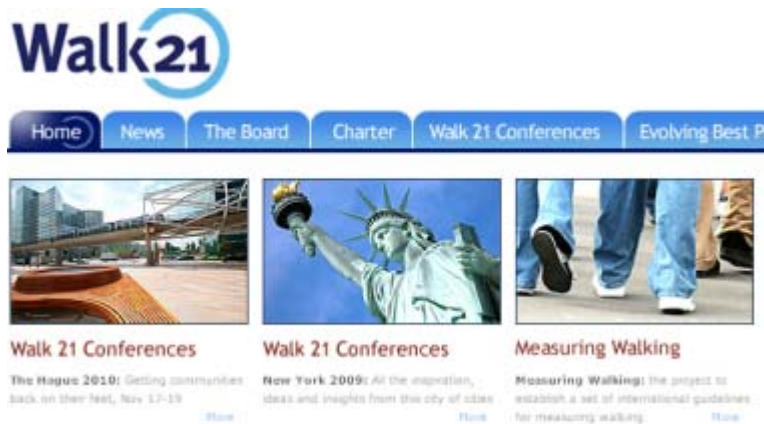 Walk21
Home
News
The Board
Charter
Walk 21 Conferences
Evolving Best P
Walk 21 Conferences
The Hague 2010: Getting communities
back on their feet, Nov 17-19
More
Walk 21 Conferences
New York 2009: All the inspiration,
ideas and insights from this city of cities
More
Measuring Walking
Measuring Walking: the project to
establish a set of international guidelines
for measuring walking
More